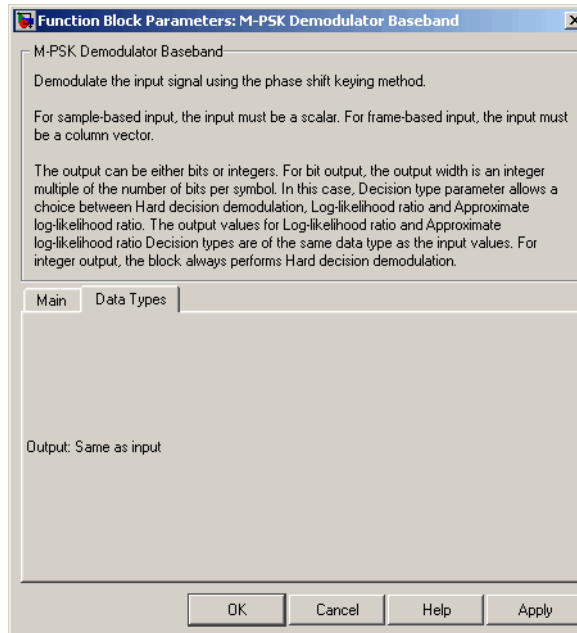 Function Block Parameters: M-PSK Demodulator Baseband
M-PSK Demodulator Baseband
Demodulate the input signal using the phase shift keying method.
For sample-based input, the input must be a scalar. For frame-based input, the input must
be a column vector.
The output can be either bits or integers. For bit output, the output width is an integer
multiple of the number of bits per symbol. In this case, Decision type parameter allows a
choice between Hard decision demodulation, Log-likelihood ratio and Approximate
log-likelihood ratio. The output values for Log-likelihood ratio and Approximate
log-likelihood ratio Decision types are of the same data type as the input values. For
integer output, the block always performs Hard decision demodulation.
Main Data Types
Output: Same as input
OK Cancel Help Apply